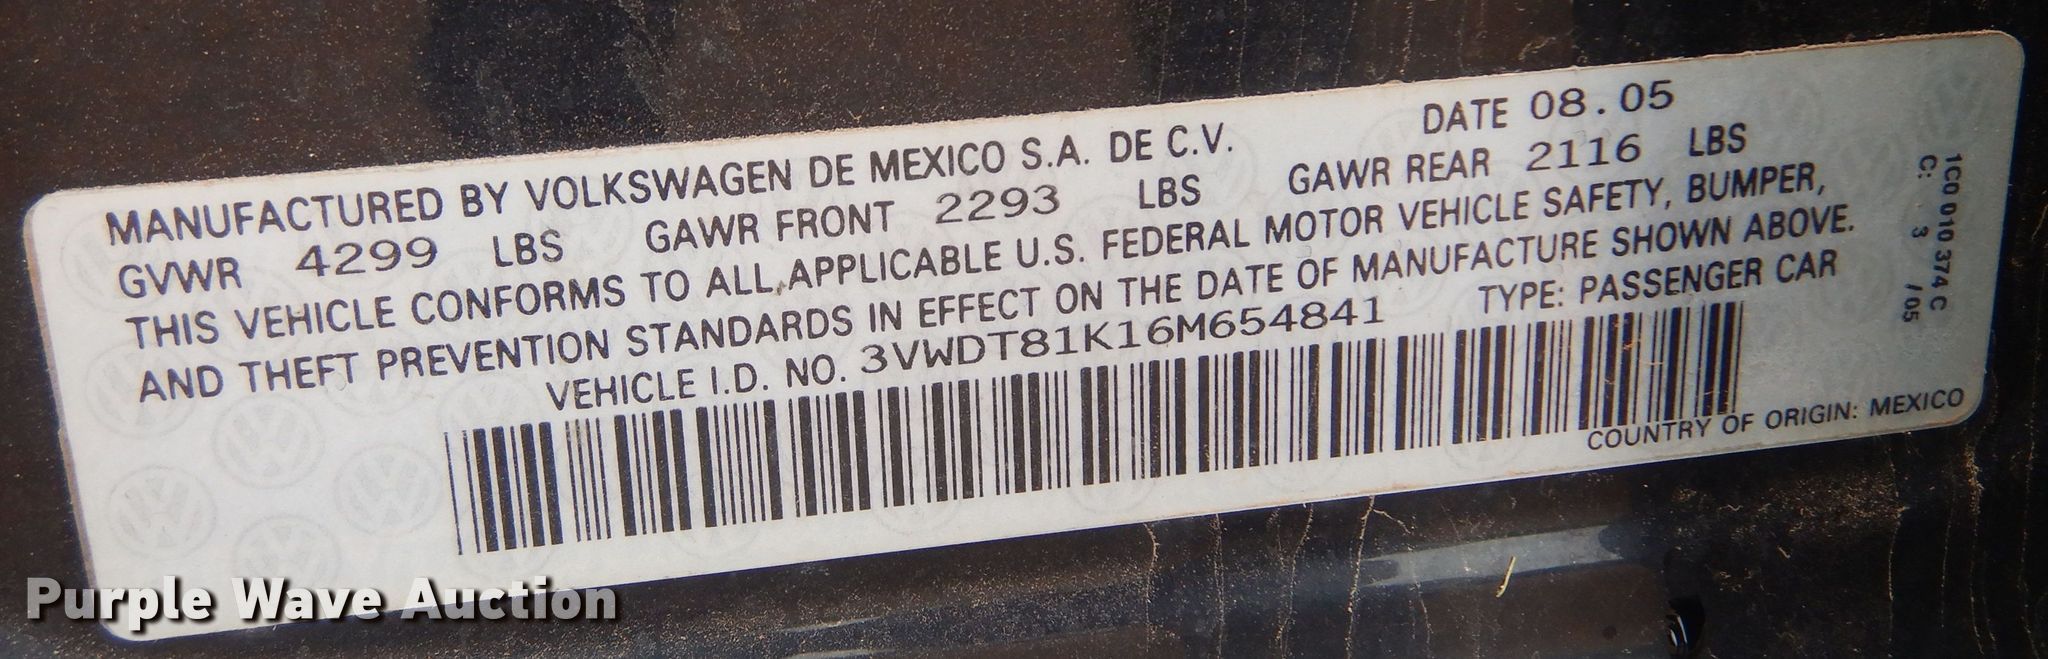 DATE 08.05
MANUFACTURED BY VOLKSWAGEN DE MEXICO S.A. DE C.V.
GVWR 4299 LBS GAWR FRONT 2293 LBS GAWR REAR 2116 LBS
THIS VEHICLE CONFORMS TO ALL APPLICABLE U.S. FEDERAL MOTOR VEHICLE SAFETY, BUMPER,
AND THEFT PREVENTION STANDARDS IN EFFECT ON THE DATE OF MANUFACTURE SHOWN ABOVE.
VEHICLE I.D. NO. 3VWDT81K16M654841 TYPE: PASSENGER CAR
COUNTRY OF ORIGIN: MEXICO
1C0 010 374 C
C: 3 /05
Purple Wave Auction